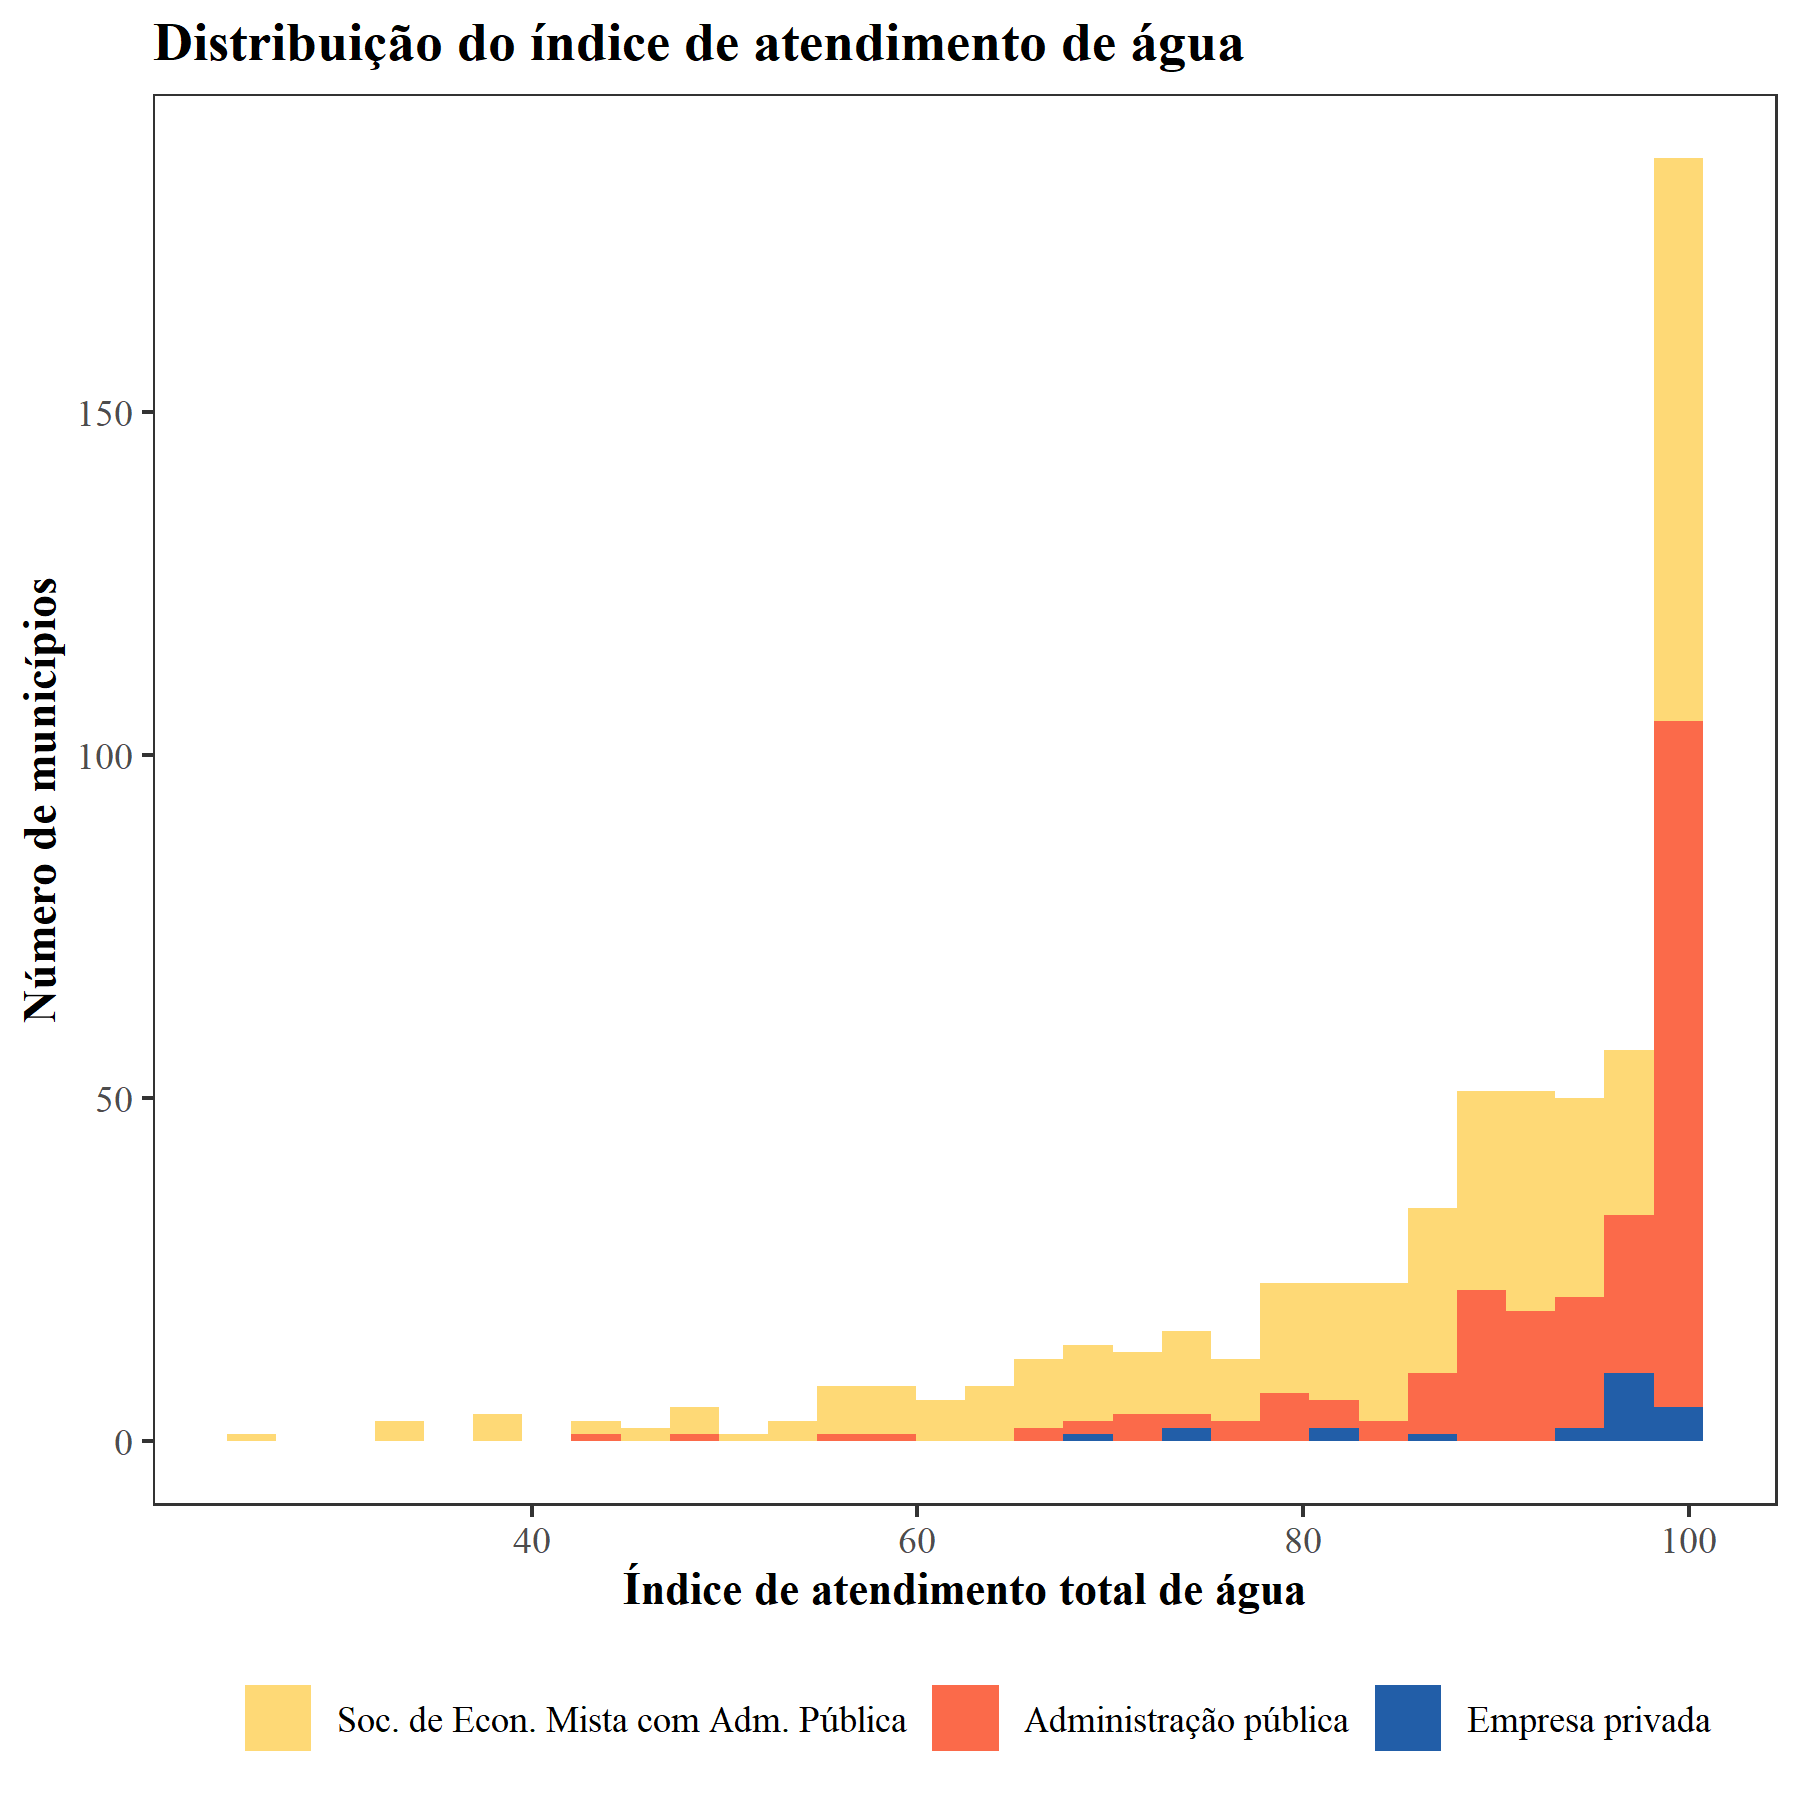 Distribuição do índice de atendimento de água
Número de municípios
150
100
50
0
40 60 80 100
Índice de atendimento total de água
Soc. de Econ. Mista com Adm. Pública Administração pública Empresa privada